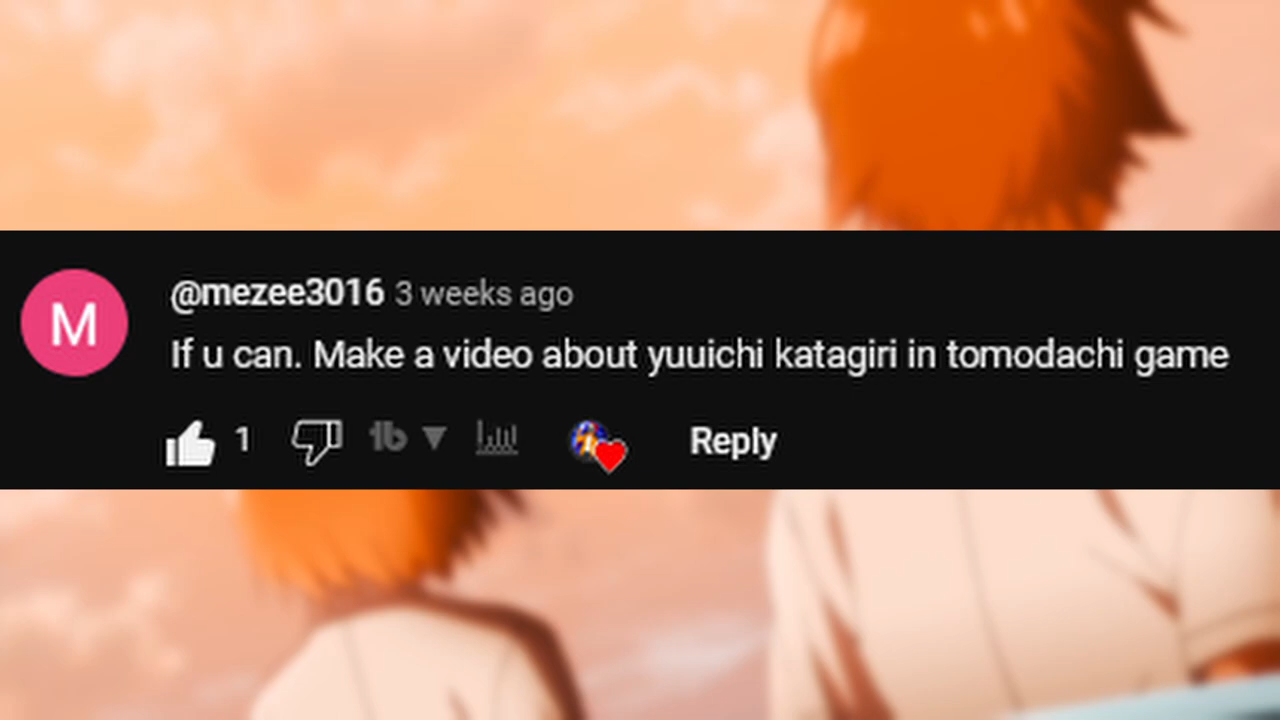 M
@mezee3016 3 weeks ago
If u can. Make a video about yuuichi katagiri in tomodachi game
1
Reply